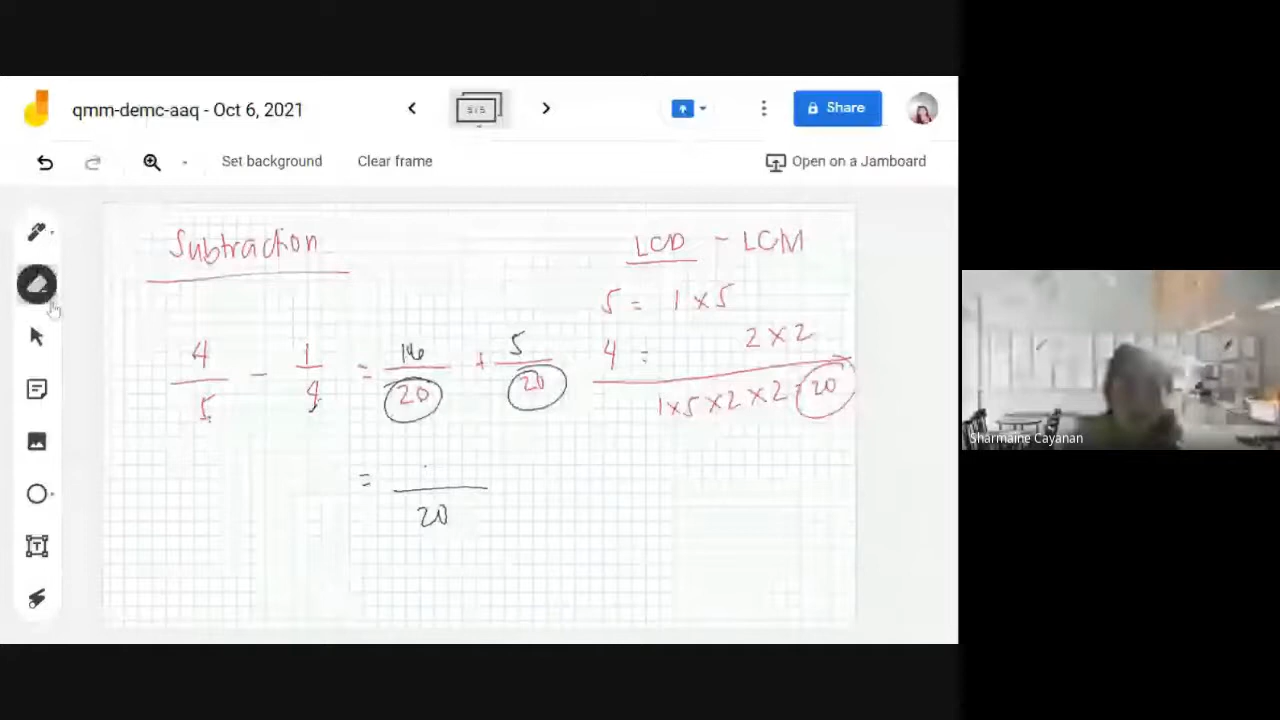 qmm-demc-aaq - Oct 6, 2021
Share
Set background
Clear frame
Open on a Jamboard
Subtraction
LCD - LCM
5 = 1 x 5
4 = 2 x 2
1 x 5 x 2 x 2 = 20
4/5 - 1/4 = 16/20 + 5/20
= /20
Sharmaine Cayanan